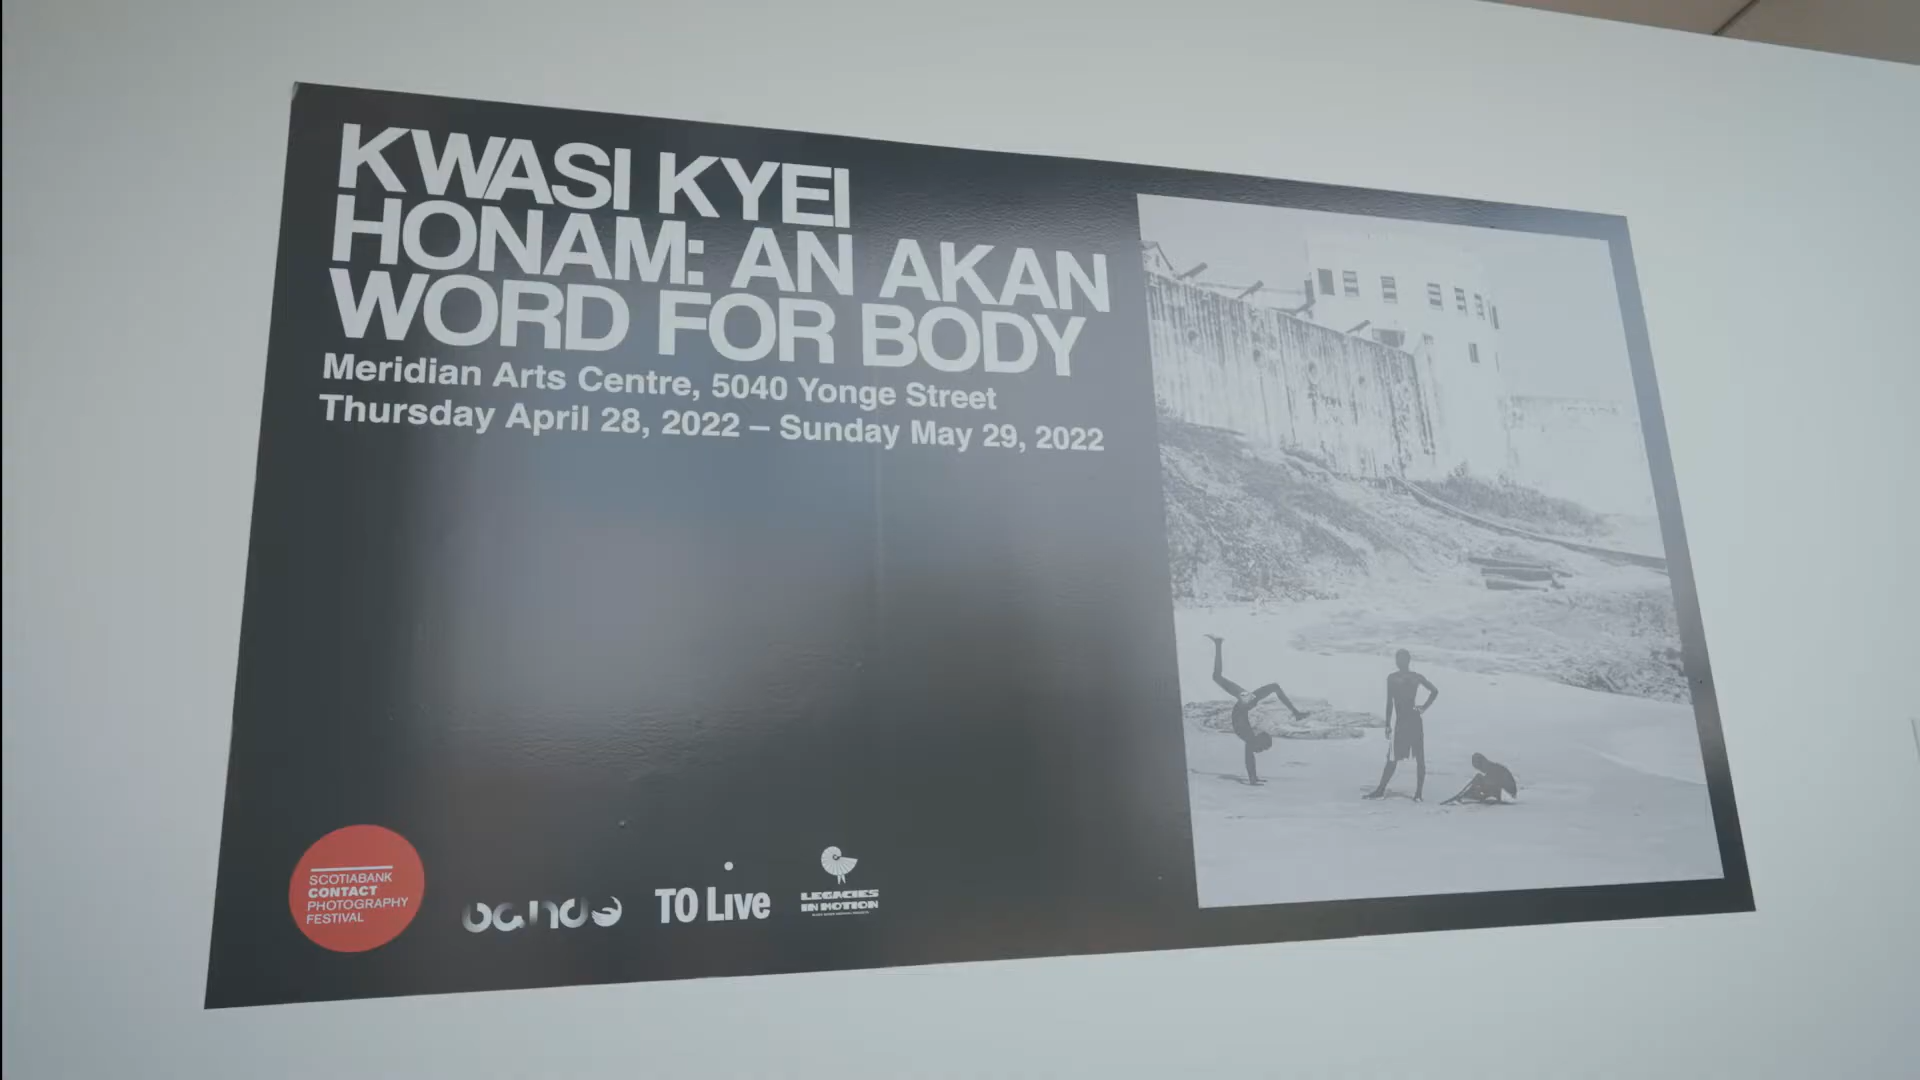 KWASI KYEI
HONAM: AN AKAN
WORD FOR BODY
Meridian Arts Centre, 5040 Yonge Street
Thursday April 28, 2022 – Sunday May 29, 2022
SCOTIABANK
CONTACT
PHOTOGRAPHY
FESTIVAL
TO Live
LEGACIES
IN MOTION